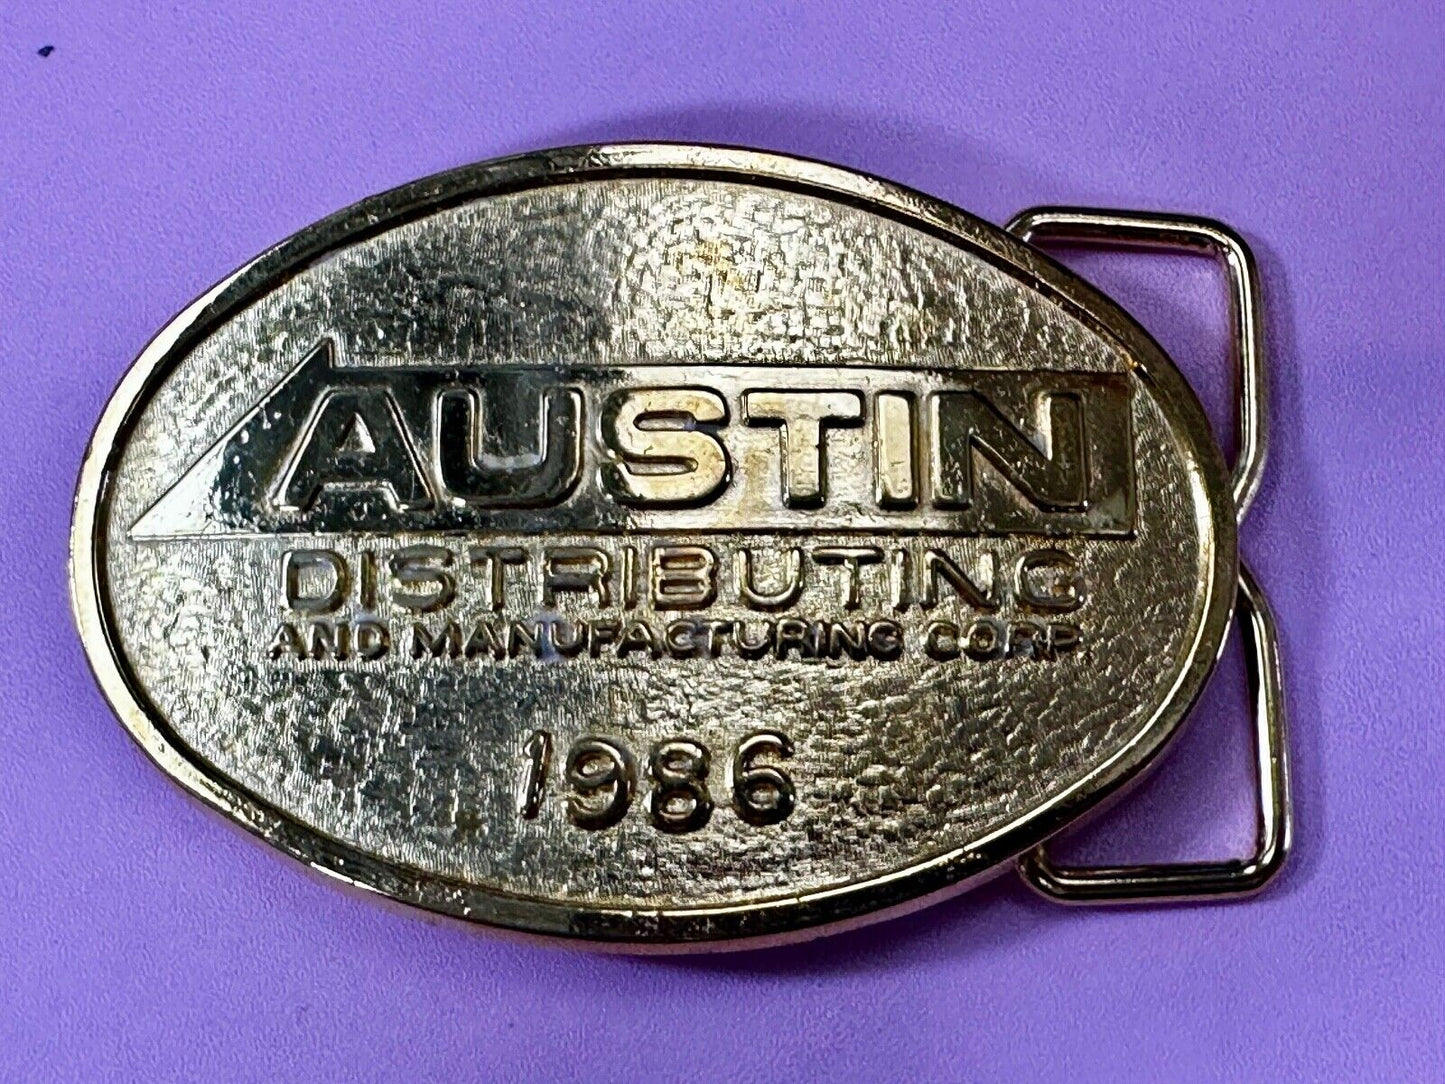 AUSTIN
DISTRIBUTING
AND MANUFACTURING CORP.
1986